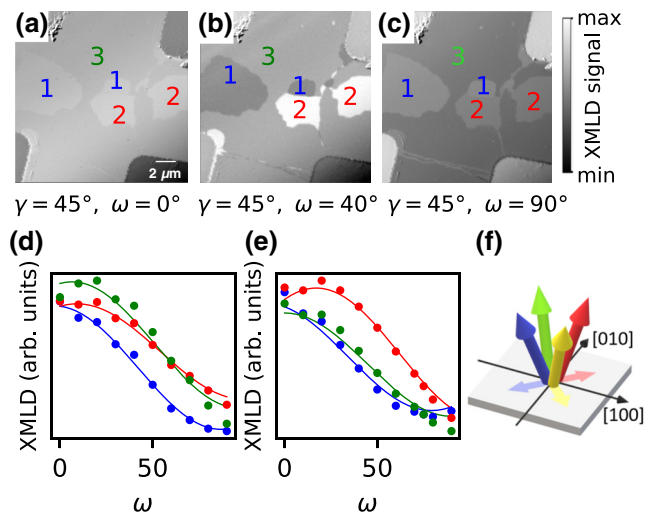 (a) (b) (c)
3 3 3
1 1 2 2
1 1 2 2
1 1 2 2
2 µm
max
XMLD signal
min
γ = 45°, ω = 0° γ = 45°, ω = 40° γ = 45°, ω = 90°
(d) (e) (f)
XMLD (arb. units)
0 50
ω
XMLD (arb. units)
0 50
ω
[010]
[100]